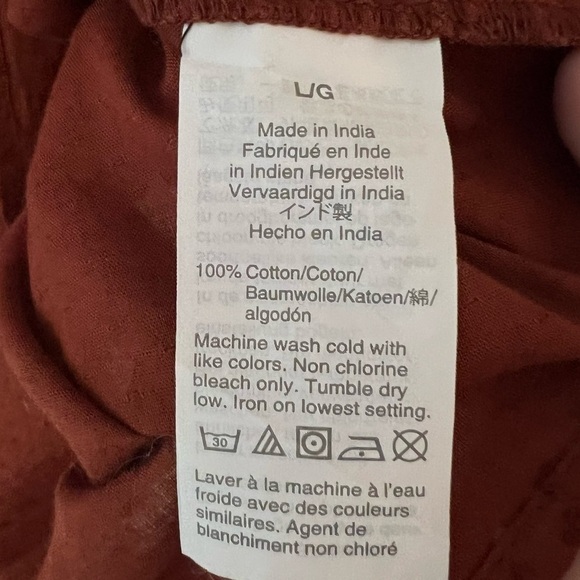 L/G
Made in India
Fabriqué en Inde
in Indien Hergestellt
Vervaardigd in India
インド製
Hecho en India
100% Cotton/Coton/
Baumwolle/Katoen/綿/
algodón
Machine wash cold with
like colors. Non chlorine
bleach only. Tumble dry
low. Iron on lowest setting.
30
Laver à la machine à l'eau
froide avec des couleurs
similaires. Agent de
blanchiment non chloré